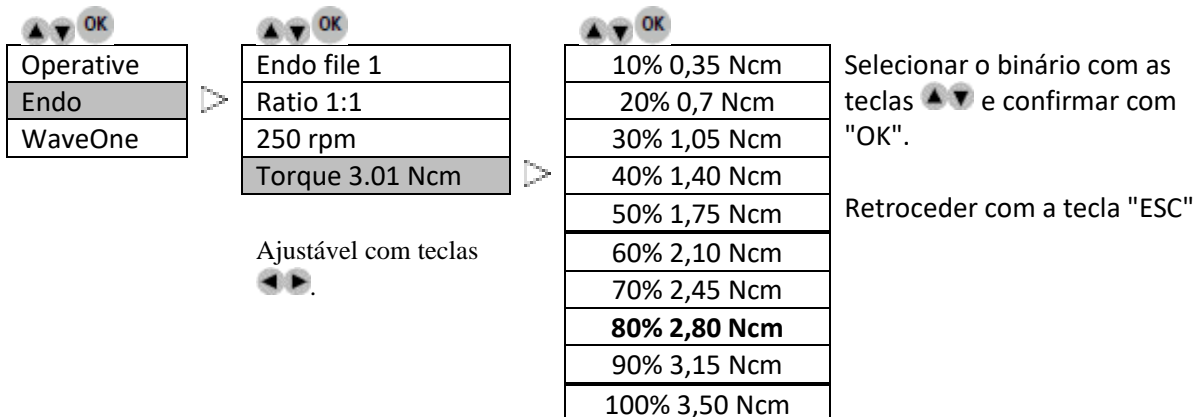 OK
Operative
Endo
WaveOne
OK
Endo file 1
Ratio 1:1
250 rpm
Torque 3.01 Ncm
Ajustável com teclas
.
OK
10% 0,35 Ncm
20% 0,7 Ncm
30% 1,05 Ncm
40% 1,40 Ncm
50% 1,75 Ncm
60% 2,10 Ncm
70% 2,45 Ncm
80% 2,80 Ncm
90% 3,15 Ncm
100% 3,50 Ncm
Selecionar o binário com as
teclas ▲▼ e confirmar com
"OK".
Retroceder com a tecla "ESC"